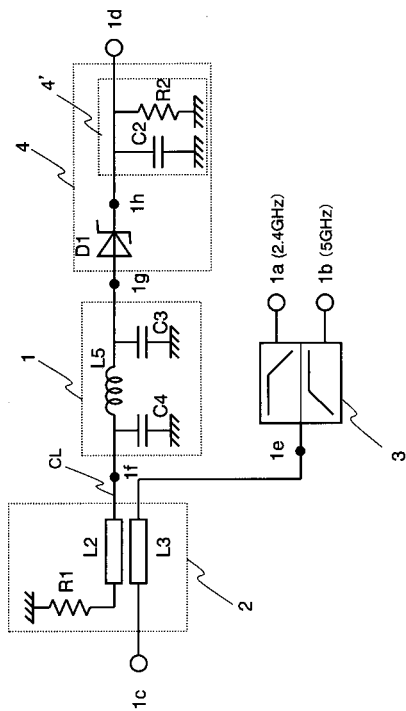 1d
4'
4
R2
C2
1h
D1
1g
1
L5
C3
C4
CL
1f
1a (2.4GHz)
1b (5GHz)
1e
3
R1
L2
L3
2
1c